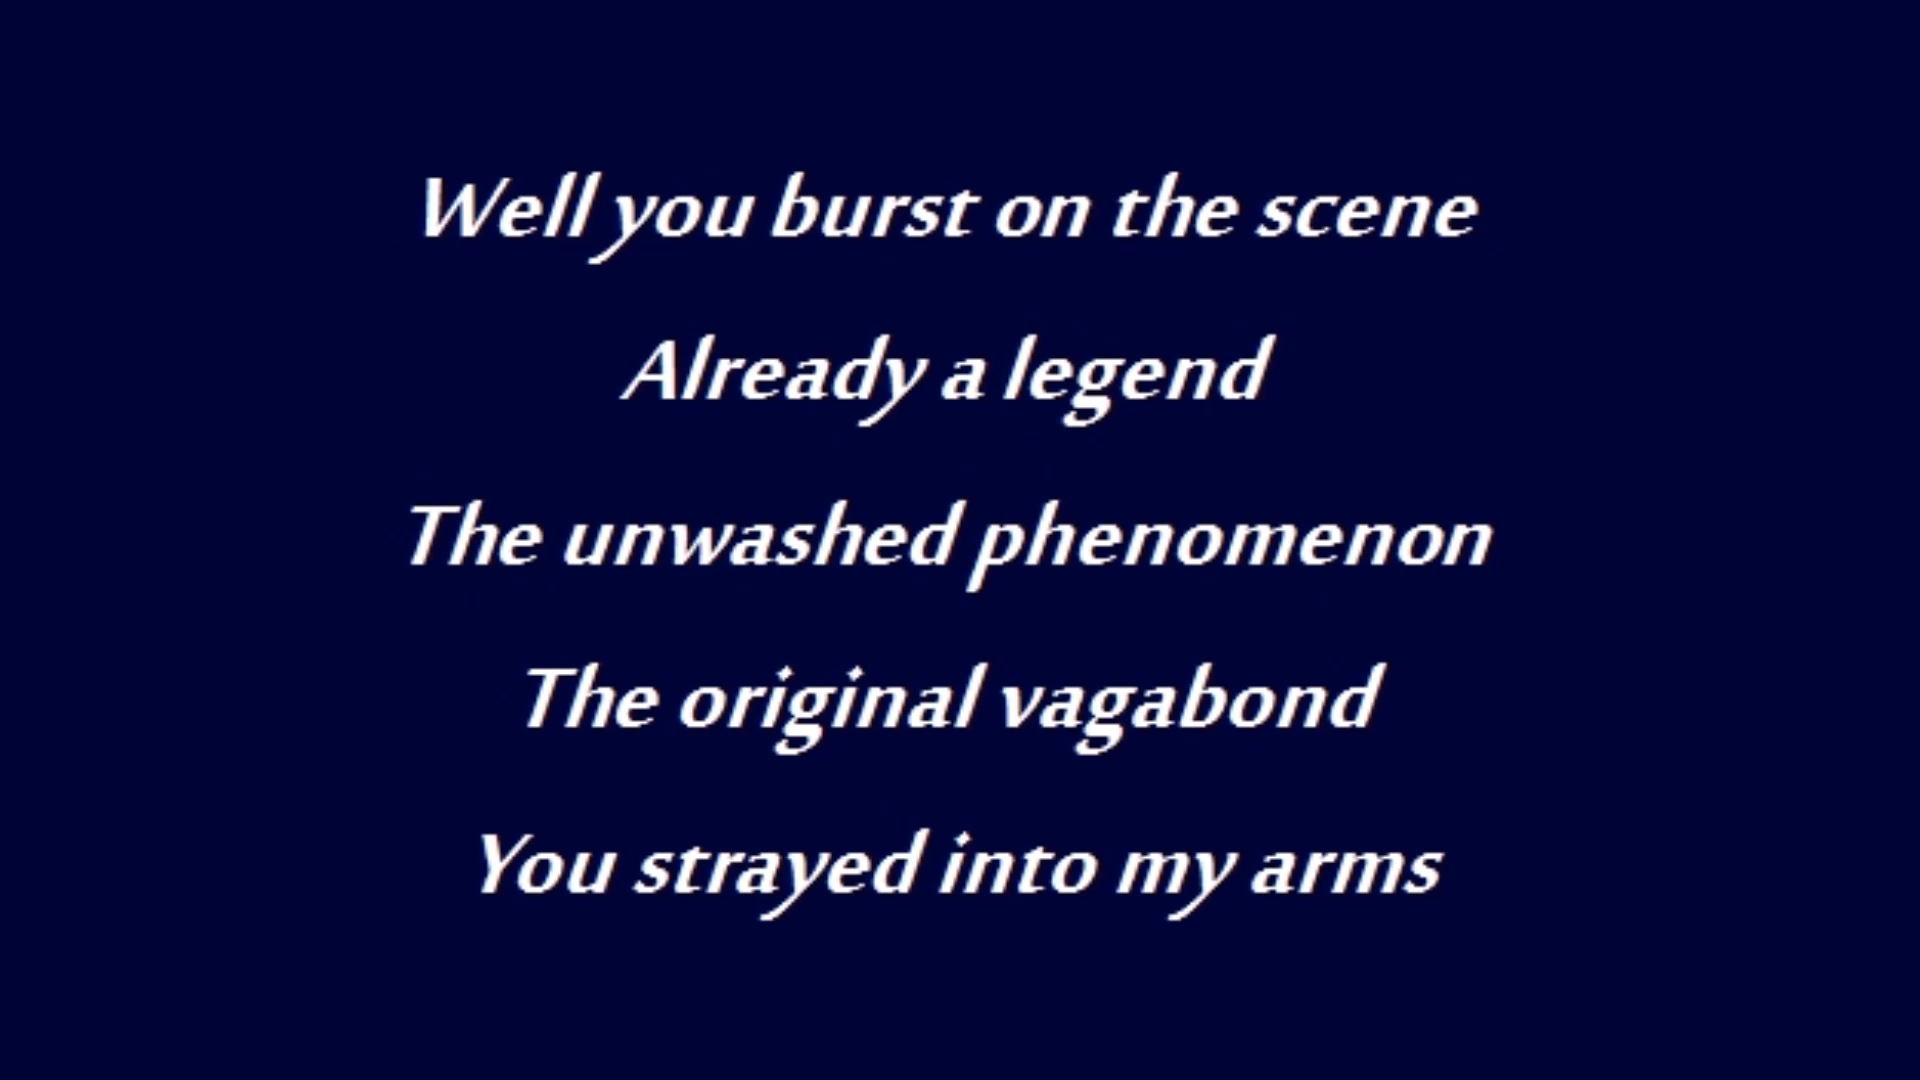 Well you burst on the scene
Already a legend
The unwashed phenomenon
The original vagabond
You strayed into my arms